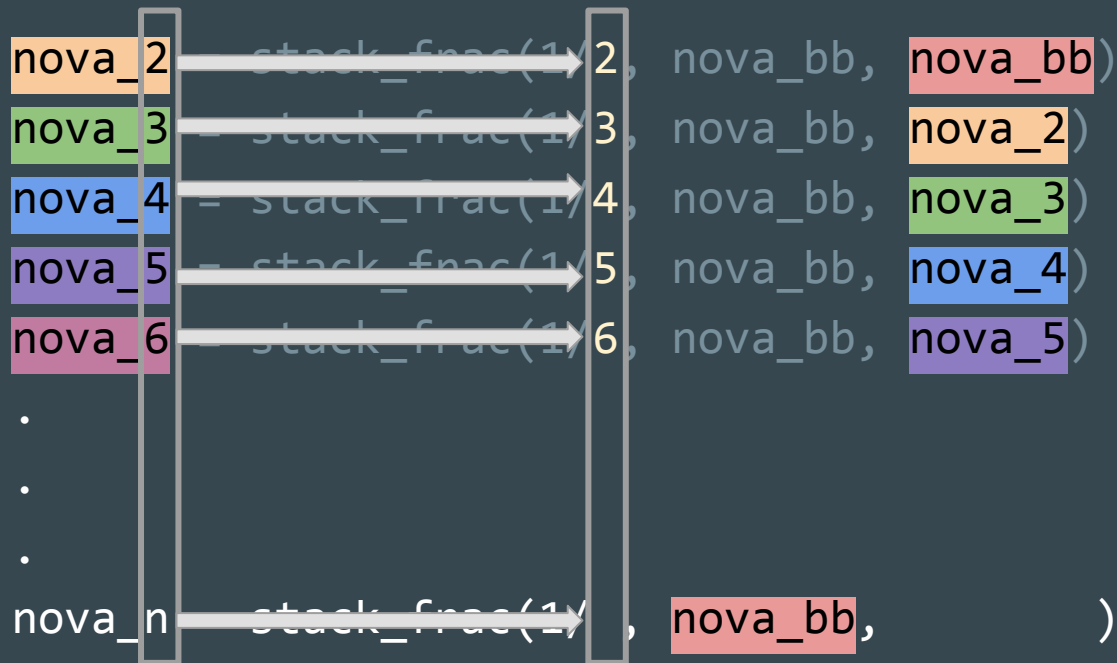 nova_2 = stack_frac(1/2, nova_bb, nova_bb)
nova_3 = stack_frac(1/3, nova_bb, nova_2)
nova_4 = stack_frac(1/4, nova_bb, nova_3)
nova_5 = stack_frac(1/5, nova_bb, nova_4)
nova_6 = stack_frac(1/6, nova_bb, nova_5)
.
.
.
nova_n stack_frac(1/ , nova_bb, )